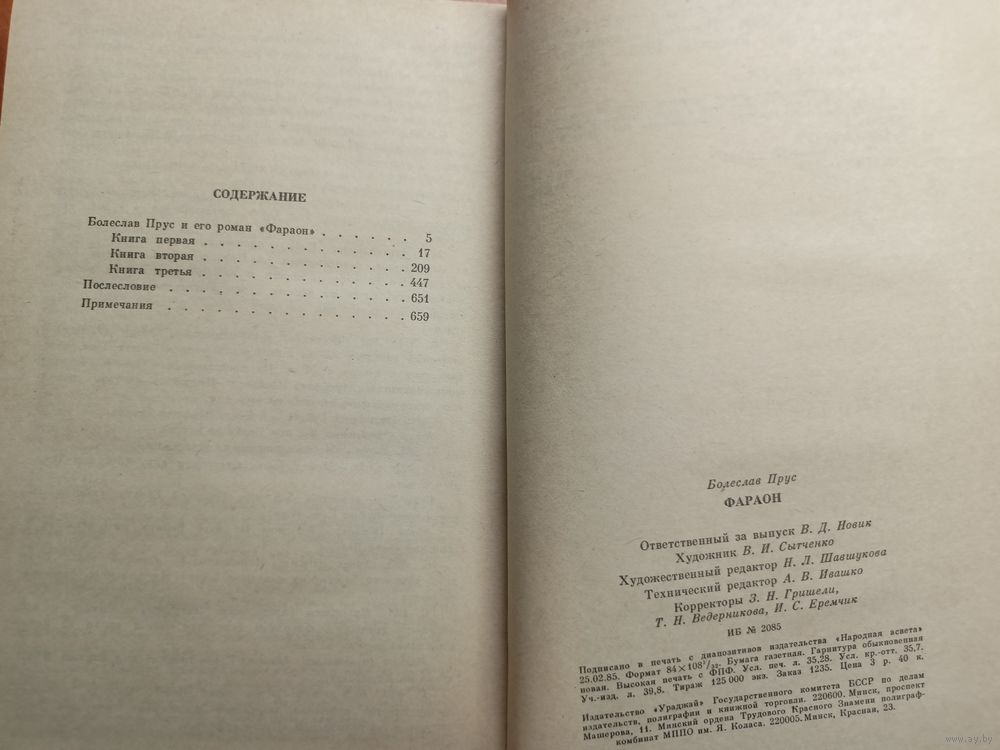 СОДЕРЖАНИЕ
Болеслав Прус и его роман «Фараон» . . . . . . 5
Книга первая . . . . . . . . . . . . . 17
Книга вторая . . . . . . . . . . . . . 209
Книга третья . . . . . . . . . . . . . 447
Послесловие . . . . . . . . . . . . . . 651
Примечания . . . . . . . . . . . . . . 659
Болеслав Прус
ФАРАОН
Ответственный за выпуск В. Д. Новик
Художник В. И. Сытченко
Художественный редактор Н. Л. Шавшукова
Технический редактор А. В. Ивашко
Корректоры З. Н. Гришели,
Т. Н. Ведерникова, И. С. Еремчик
ИБ № 2085
Подписано в печать с диапозитивов издательства «Народная асвета»
25.02.85. Формат 84×108¹/₃₂. Бумага газетная. Гарнитура обыкновенная
новая. Высокая печать с ФПФ. Усл. печ. л. 35,28. Усл. кр.-отт. 35,7.
Уч.-изд. л. 39,8. Тираж 125 000 экз. Заказ 1235. Цена 3 р. 40 к.
Издательство «Ураджай» Государственного комитета БССР по делам
издательств, полиграфии и книжной торговли. 220600. Минск, проспект
Машерова, 11. Минский ордена Трудового Красного Знамени полиграф-
комбинат МППО им. Я. Коласа. 220005. Минск, Красная, 23.
www.ay.by